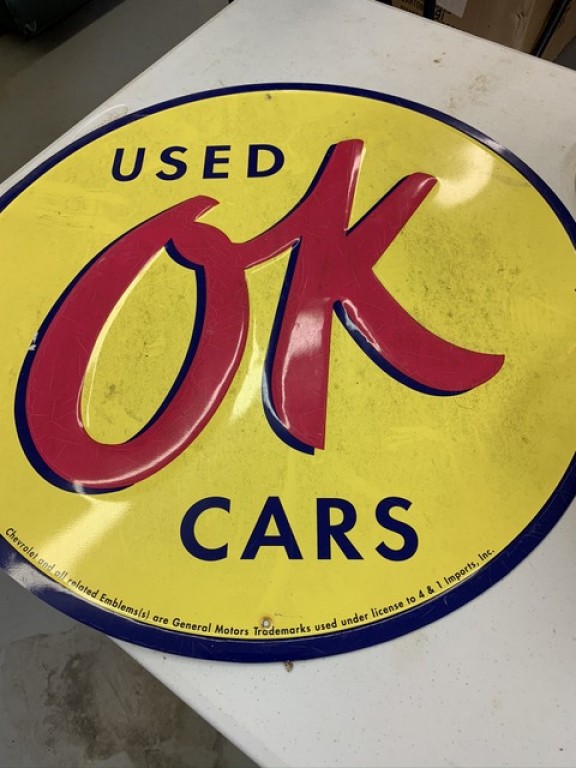 USED
OK
CARS
Chevrolet and all related Emblems(s) are General Motors Trademarks used under license to 4 & 1 Imports, Inc.